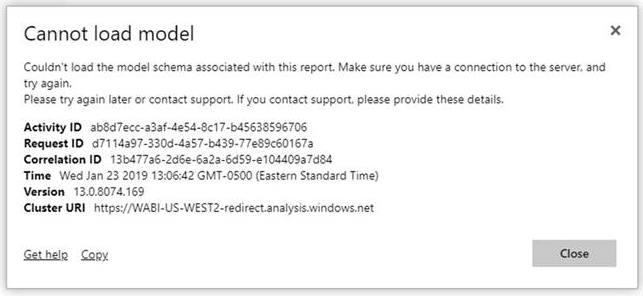 Cannot load model
Couldn't load the model schema associated with this report. Make sure you have a connection to the server, and
try again.
Please try again later or contact support. If you contact support, please provide these details.
Activity ID ab8d7ecc-a3af-4e54-8c17-b45638596706
Request ID d7114a97-330d-4a57-b439-77e89c60167a
Correlation ID 13b477a6-2d6e-6a2a-6d59-e104409a7d84
Time Wed Jan 23 2019 13:06:42 GMT-0500 (Eastern Standard Time)
Version 13.0.8074.169
Cluster URI https://WABI-US-WEST2-redirect.analysis.windows.net
Get help Copy Close